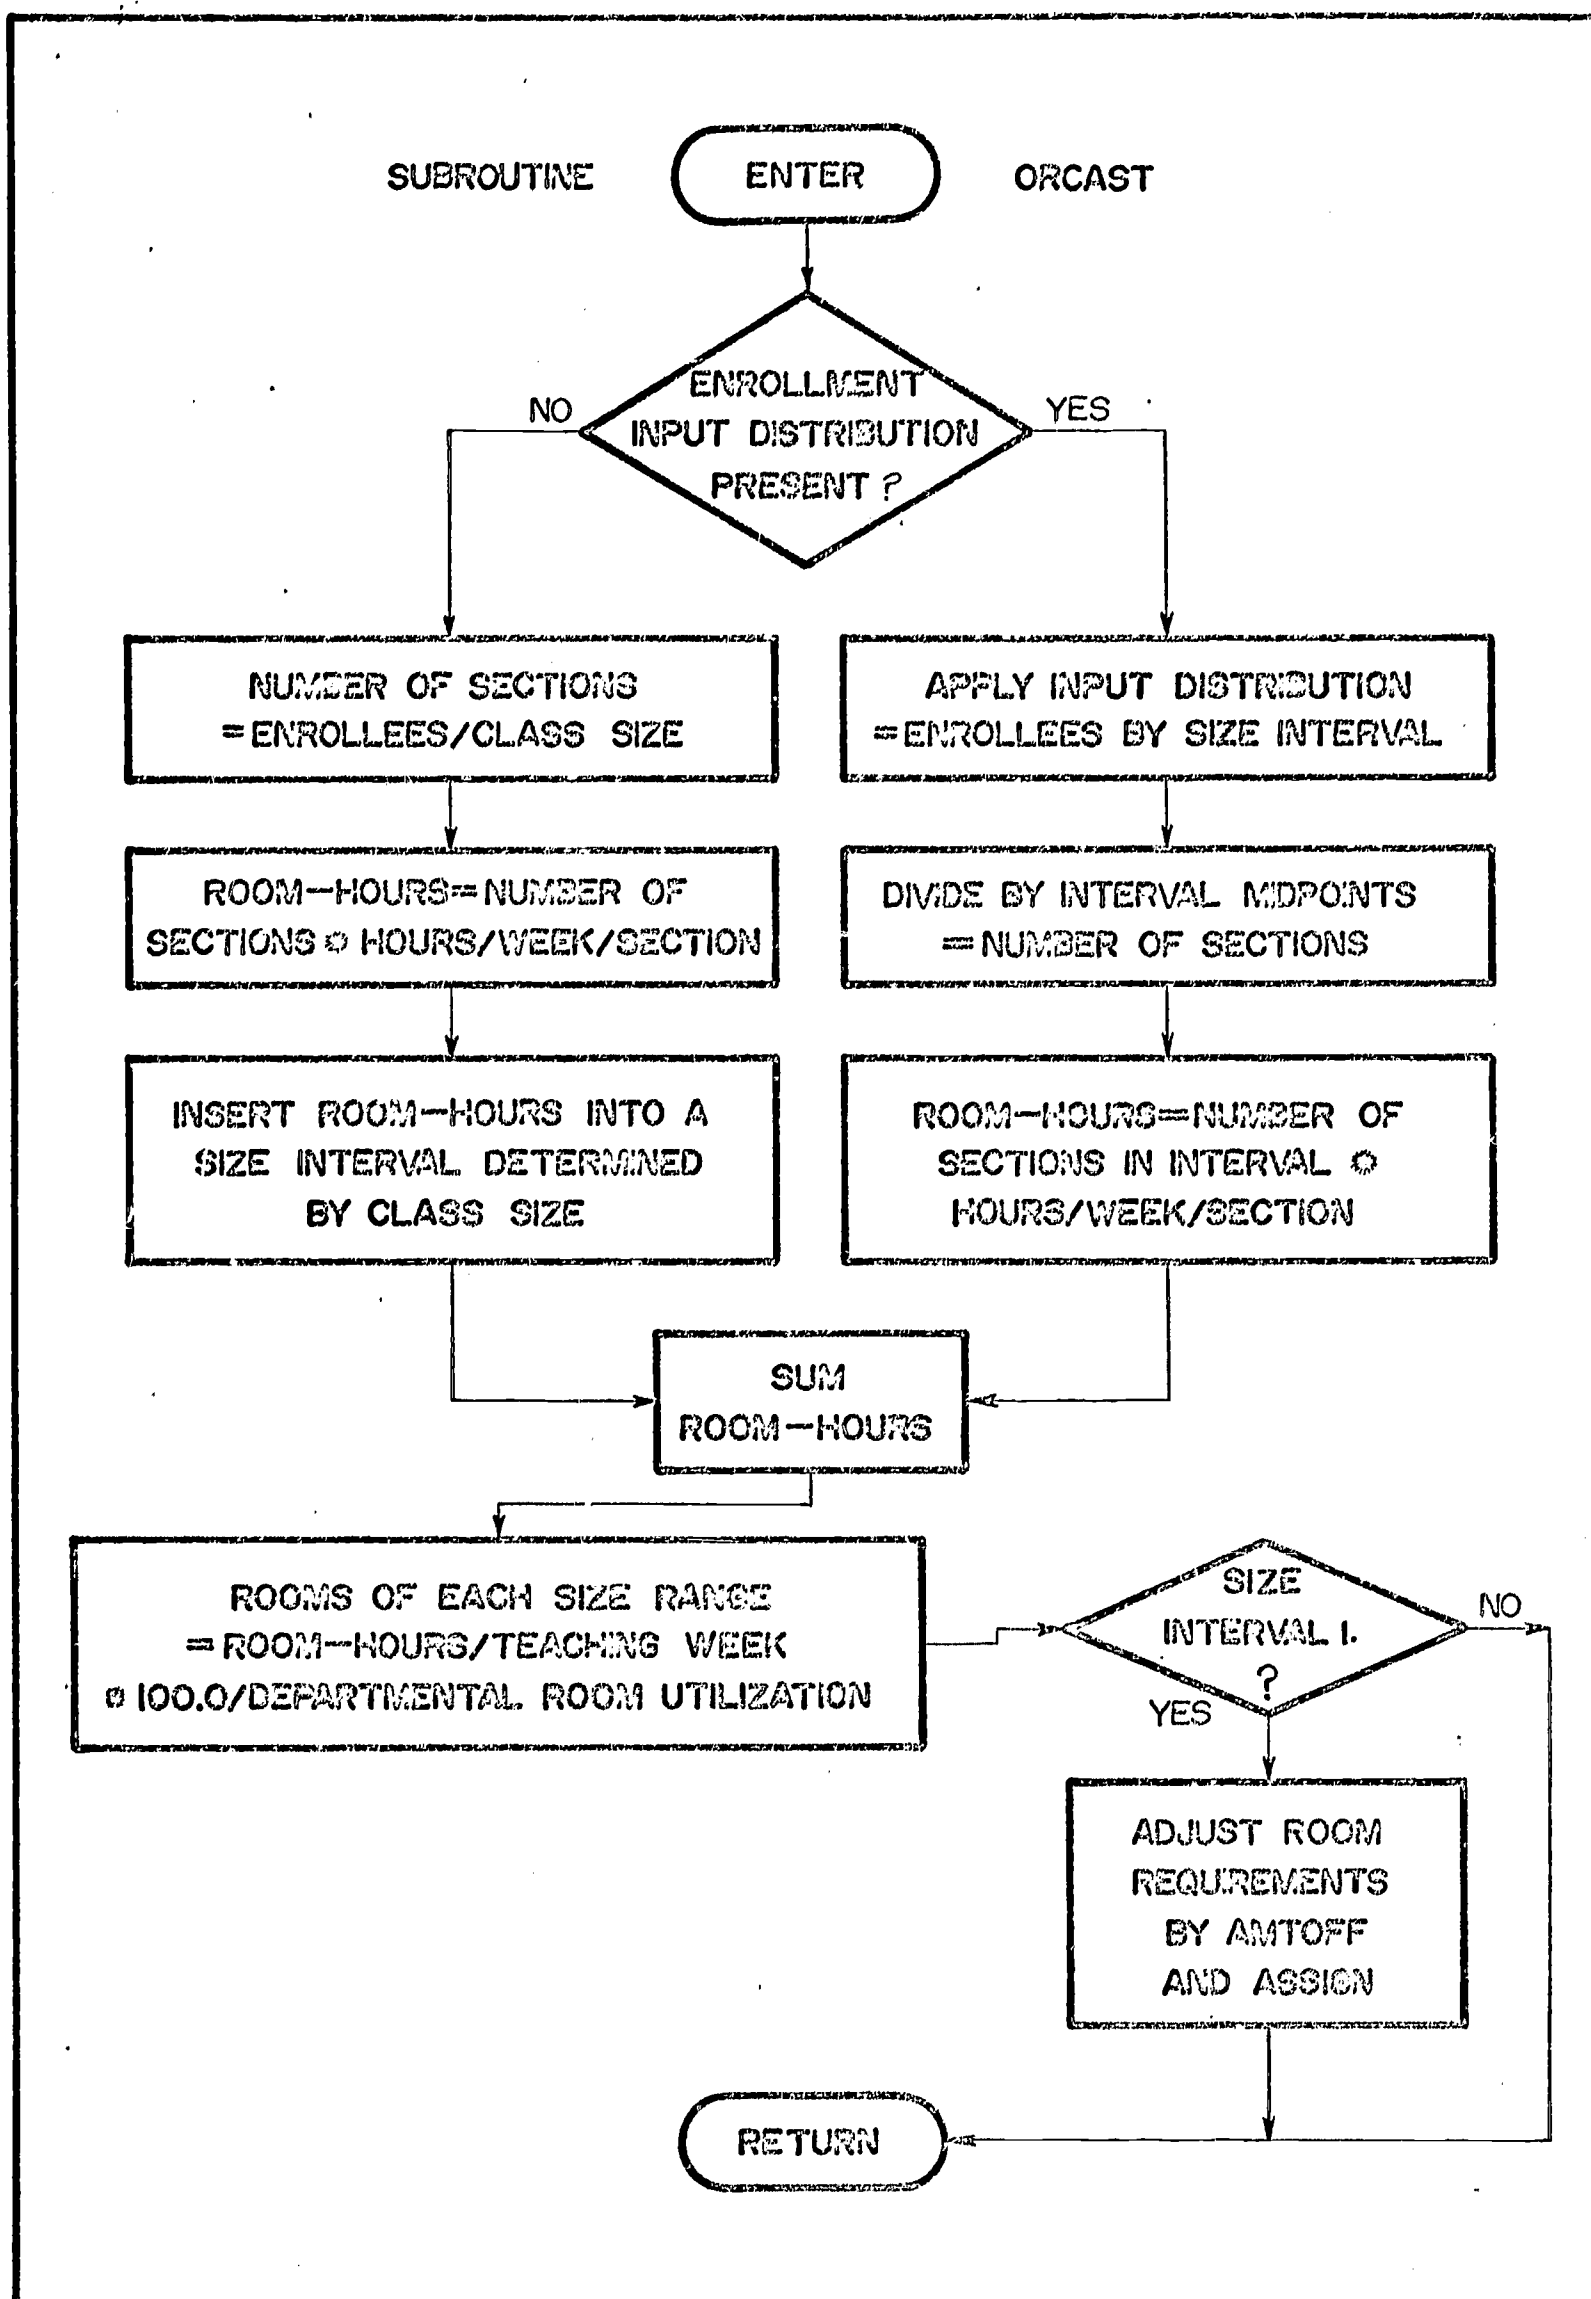 SUBROUTINE ENTER ORCAST
ENROLLMENT
INPUT DISTRIBUTION
PRESENT ?
NO
YES
NUMBER OF SECTIONS
=ENROLLEES/CLASS SIZE
ROOM-HOURS=NUMBER OF
SECTIONS * HOURS/WEEK/SECTION
INSERT ROOM-HOURS INTO A
SIZE INTERVAL DETERMINED
BY CLASS SIZE
APPLY INPUT DISTRIBUTION
=ENROLLEES BY SIZE INTERVAL
DIVIDE BY INTERVAL MIDPOINTS
=NUMBER OF SECTIONS
ROOM-HOURS=NUMBER OF
SECTIONS IN INTERVAL *
HOURS/WEEK/SECTION
SUM
ROOM-HOURS
ROOMS OF EACH SIZE RANGE
=ROOM-HOURS/TEACHING WEEK
* 100.0/DEPARTMENTAL ROOM UTILIZATION
SIZE
INTERVAL 1.
?
NO
YES
ADJUST ROOM
REQUIREMENTS
BY AMTOFF
AND ASSIGN
RETURN